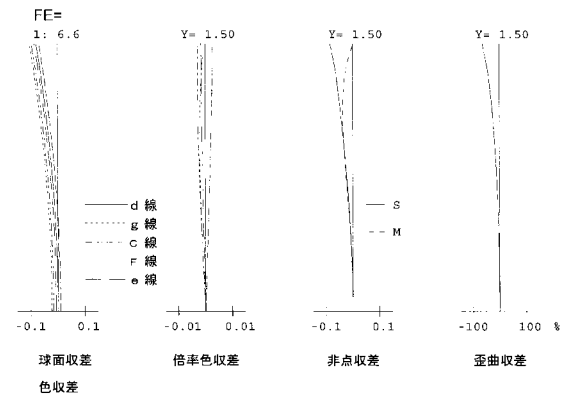 FE=
1: 6.6
Y= 1.50
Y= 1.50
Y= 1.50
d 線
g 線
C 線
F 線
e 線
S
M
-0.1 0.1
-0.01 0.01
-0.1 0.1
-100 100 %
球面収差
色収差
倍率色収差
非点収差
歪曲収差